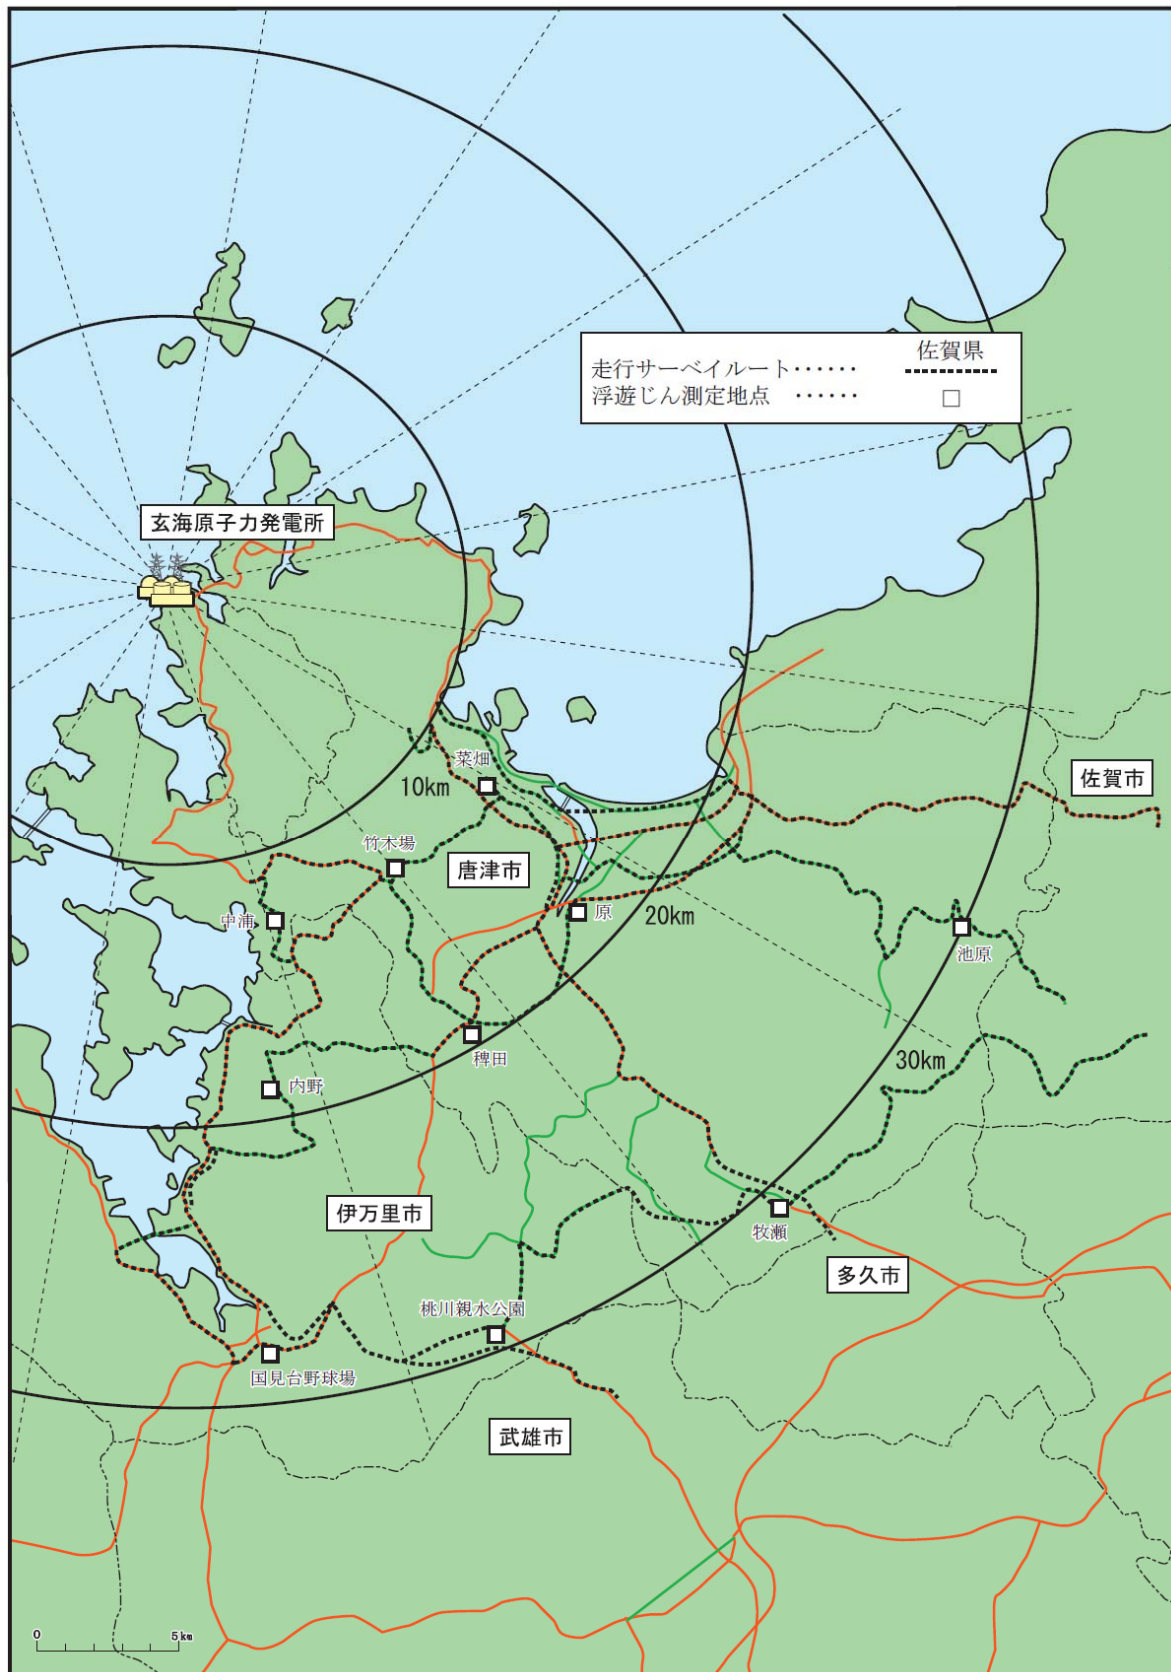 佐賀県
走行サーベイルート‥‥‥
浮遊じん測定地点 ‥‥‥ □
玄海原子力発電所
菜畑
10km
佐賀市
竹木場
唐津市
中浦
原
20km
池原
稗田
30km
内野
伊万里市
牧瀬
多久市
桃川親水公園
国見台野球場
武雄市
0 5km